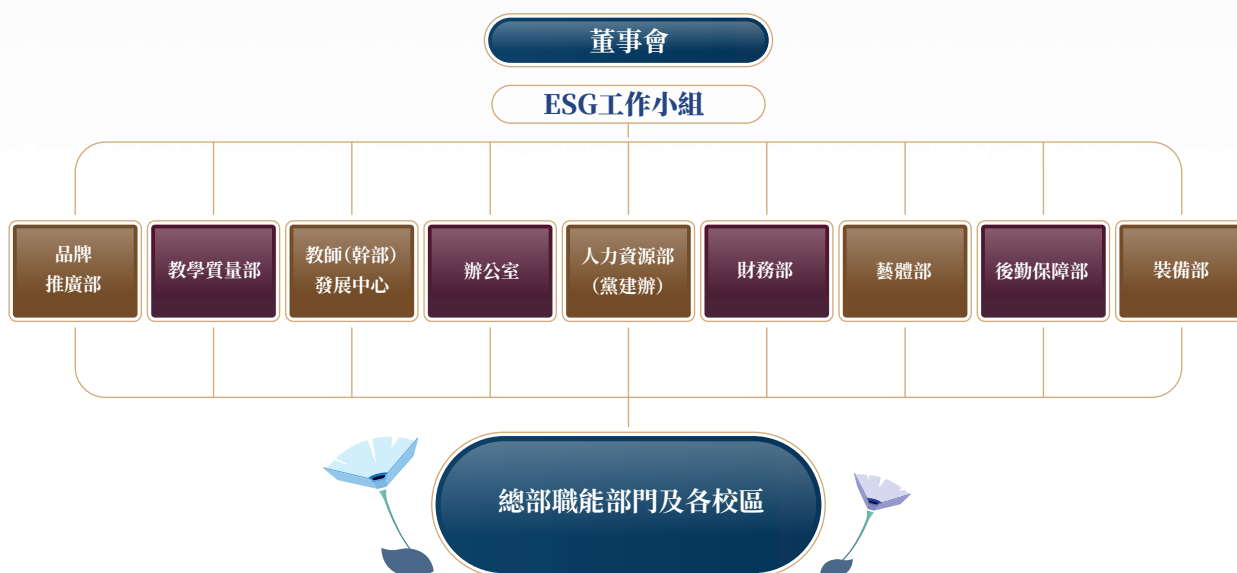 董事會
ESG工作小組
品牌
推廣部
教學質量部
教師(幹部)
發展中心
辦公室
人力資源部
(黨建辦)
財務部
藝體部
後勤保障部
裝備部
總部職能部門及各校區